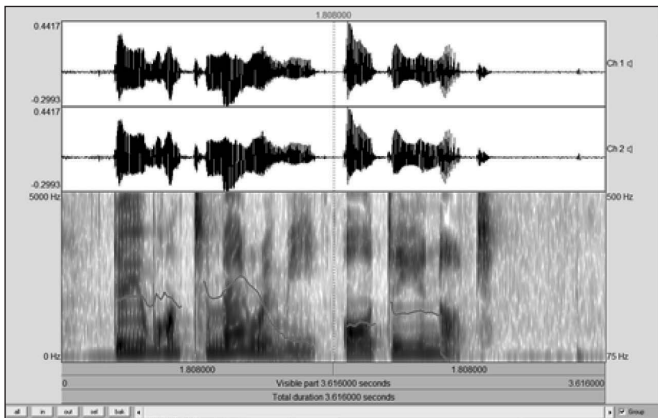 1.808000
0.4417
Ch 1
-0.2993
0.4417
Ch 2
-0.2993
5000 Hz 500 Hz
0 Hz 75 Hz
1.808000 1.808000
0 Visible part 3.616000 seconds 3.616000
Total duration 3.616000 seconds
all in out sel bak Group